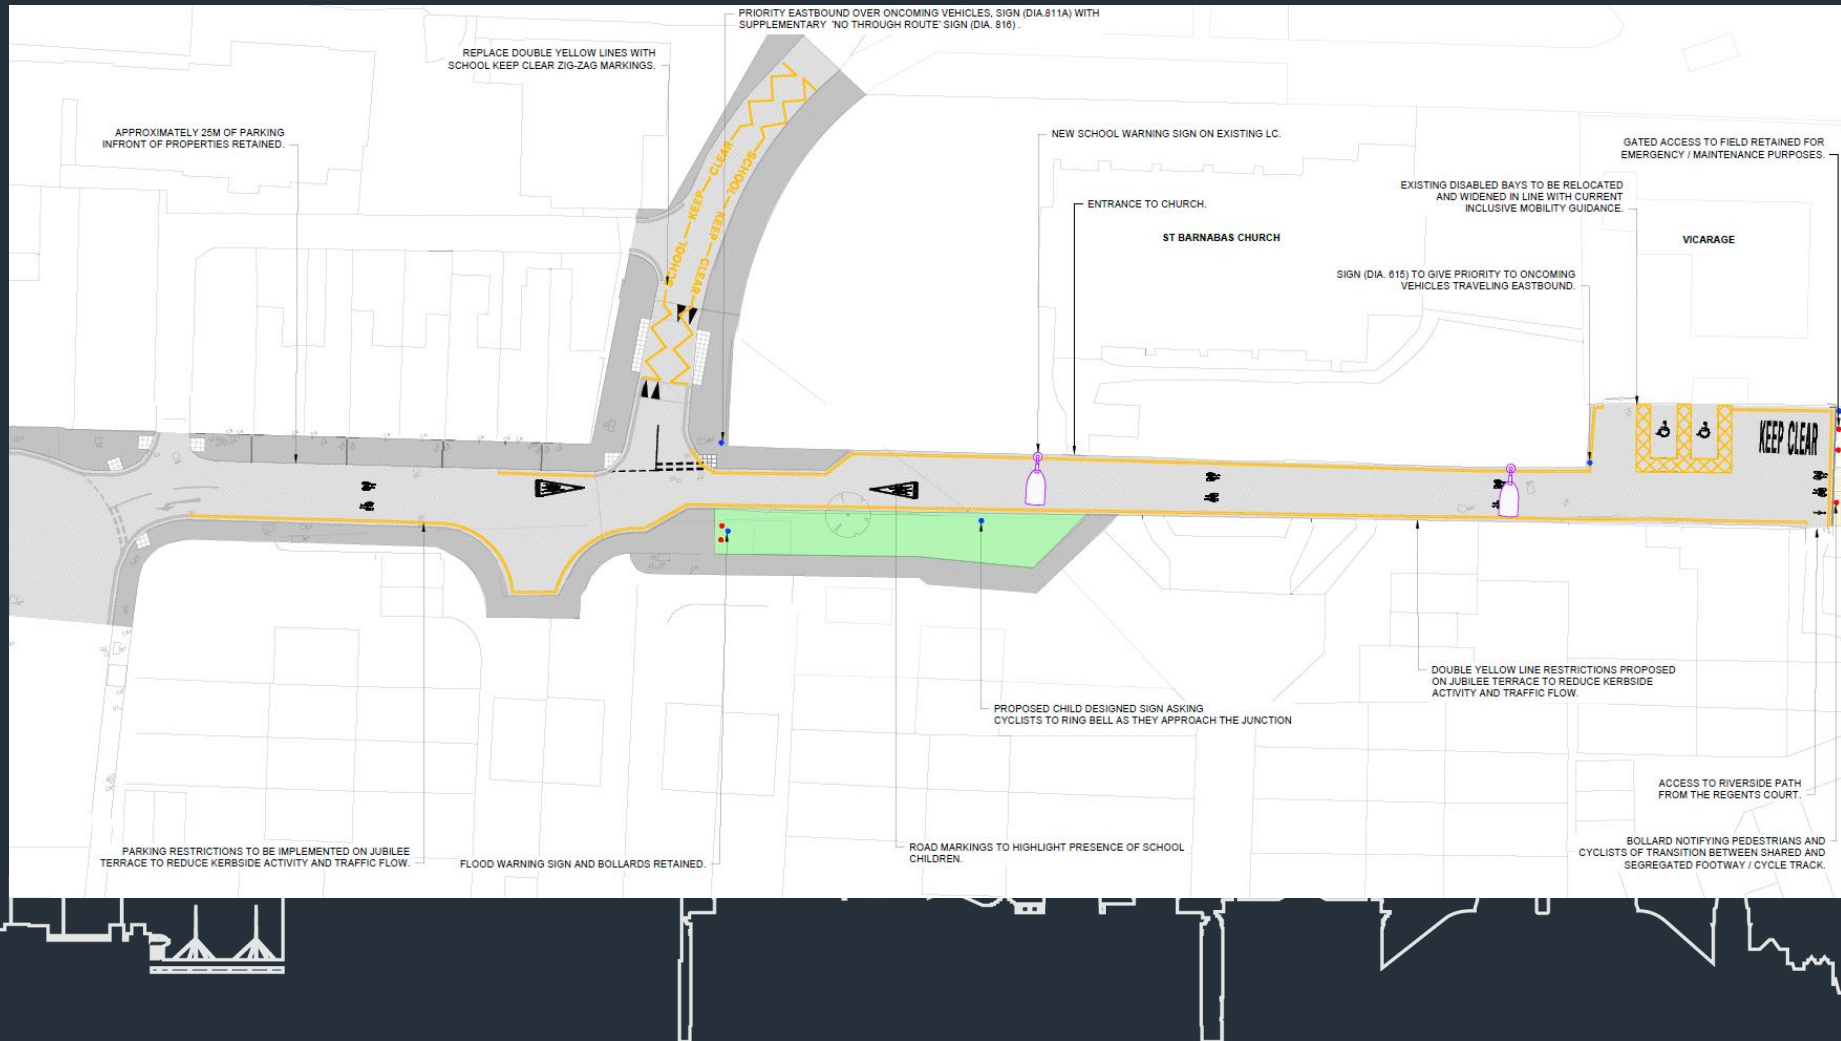 PRIORITY EASTBOUND OVER ONCOMING VEHICLES, SIGN (DIA.811A) WITH
SUPPLEMENTARY 'NO THROUGH ROUTE' SIGN (DIA. 816) .
REPLACE DOUBLE YELLOW LINES WITH
SCHOOL KEEP CLEAR ZIG-ZAG MARKINGS.
APPROXIMATELY 25M OF PARKING
INFRONT OF PROPERTIES RETAINED.
SCHOOL — KEEP — CLEAR
SCHOOL — KEEP — CLEAR
NEW SCHOOL WARNING SIGN ON EXISTING LC.
GATED ACCESS TO FIELD RETAINED FOR
EMERGENCY / MAINTENANCE PURPOSES.
EXISTING DISABLED BAYS TO BE RELOCATED
AND WIDENED IN LINE WITH CURRENT
INCLUSIVE MOBILITY GUIDANCE.
ENTRANCE TO CHURCH.
ST BARNABAS CHURCH
VICARAGE
SIGN (DIA. 615) TO GIVE PRIORITY TO ONCOMING
VEHICLES TRAVELING EASTBOUND.
KEEP CLEAR
DOUBLE YELLOW LINE RESTRICTIONS PROPOSED
ON JUBILEE TERRACE TO REDUCE KERBSIDE
ACTIVITY AND TRAFFIC FLOW.
PROPOSED CHILD DESIGNED SIGN ASKING
CYCLISTS TO RING BELL AS THEY APPROACH THE JUNCTION
ACCESS TO RIVERSIDE PATH
FROM THE REGENTS COURT.
PARKING RESTRICTIONS TO BE IMPLEMENTED ON JUBILEE
TERRACE TO REDUCE KERBSIDE ACTIVITY AND TRAFFIC FLOW.
FLOOD WARNING SIGN AND BOLLARDS RETAINED.
ROAD MARKINGS TO HIGHLIGHT PRESENCE OF SCHOOL
CHILDREN.
BOLLARD NOTIFYING PEDESTRIANS AND
CYCLISTS OF TRANSITION BETWEEN SHARED AND
SEGREGATED FOOTWAY / CYCLE TRACK.